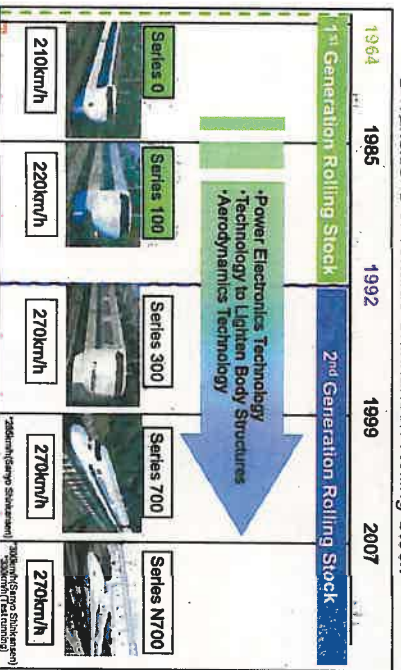 Rolling Stock
1964 1985 1992 1999 2007
1st Generation Rolling Stock 2nd Generation Rolling Stock
•Power Electronics Technology
•Technology to Lighten Body Structures
•Aerodynamics Technology
Series 0 Series 100 Series 300 Series 700 Series N700
210km/h 220km/h 270km/h 270km/h 270km/h
*285km/h(Sanyo Shinkansen) *300km/h(Sanyo Shinkansen)
*330km/h(Test running)